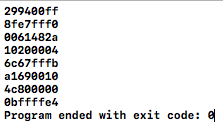 299400ff
8fe7fff0
0061482a
10200004
6c67fffb
a1690010
4c800000
0bffffe4
Program ended with exit code: 0